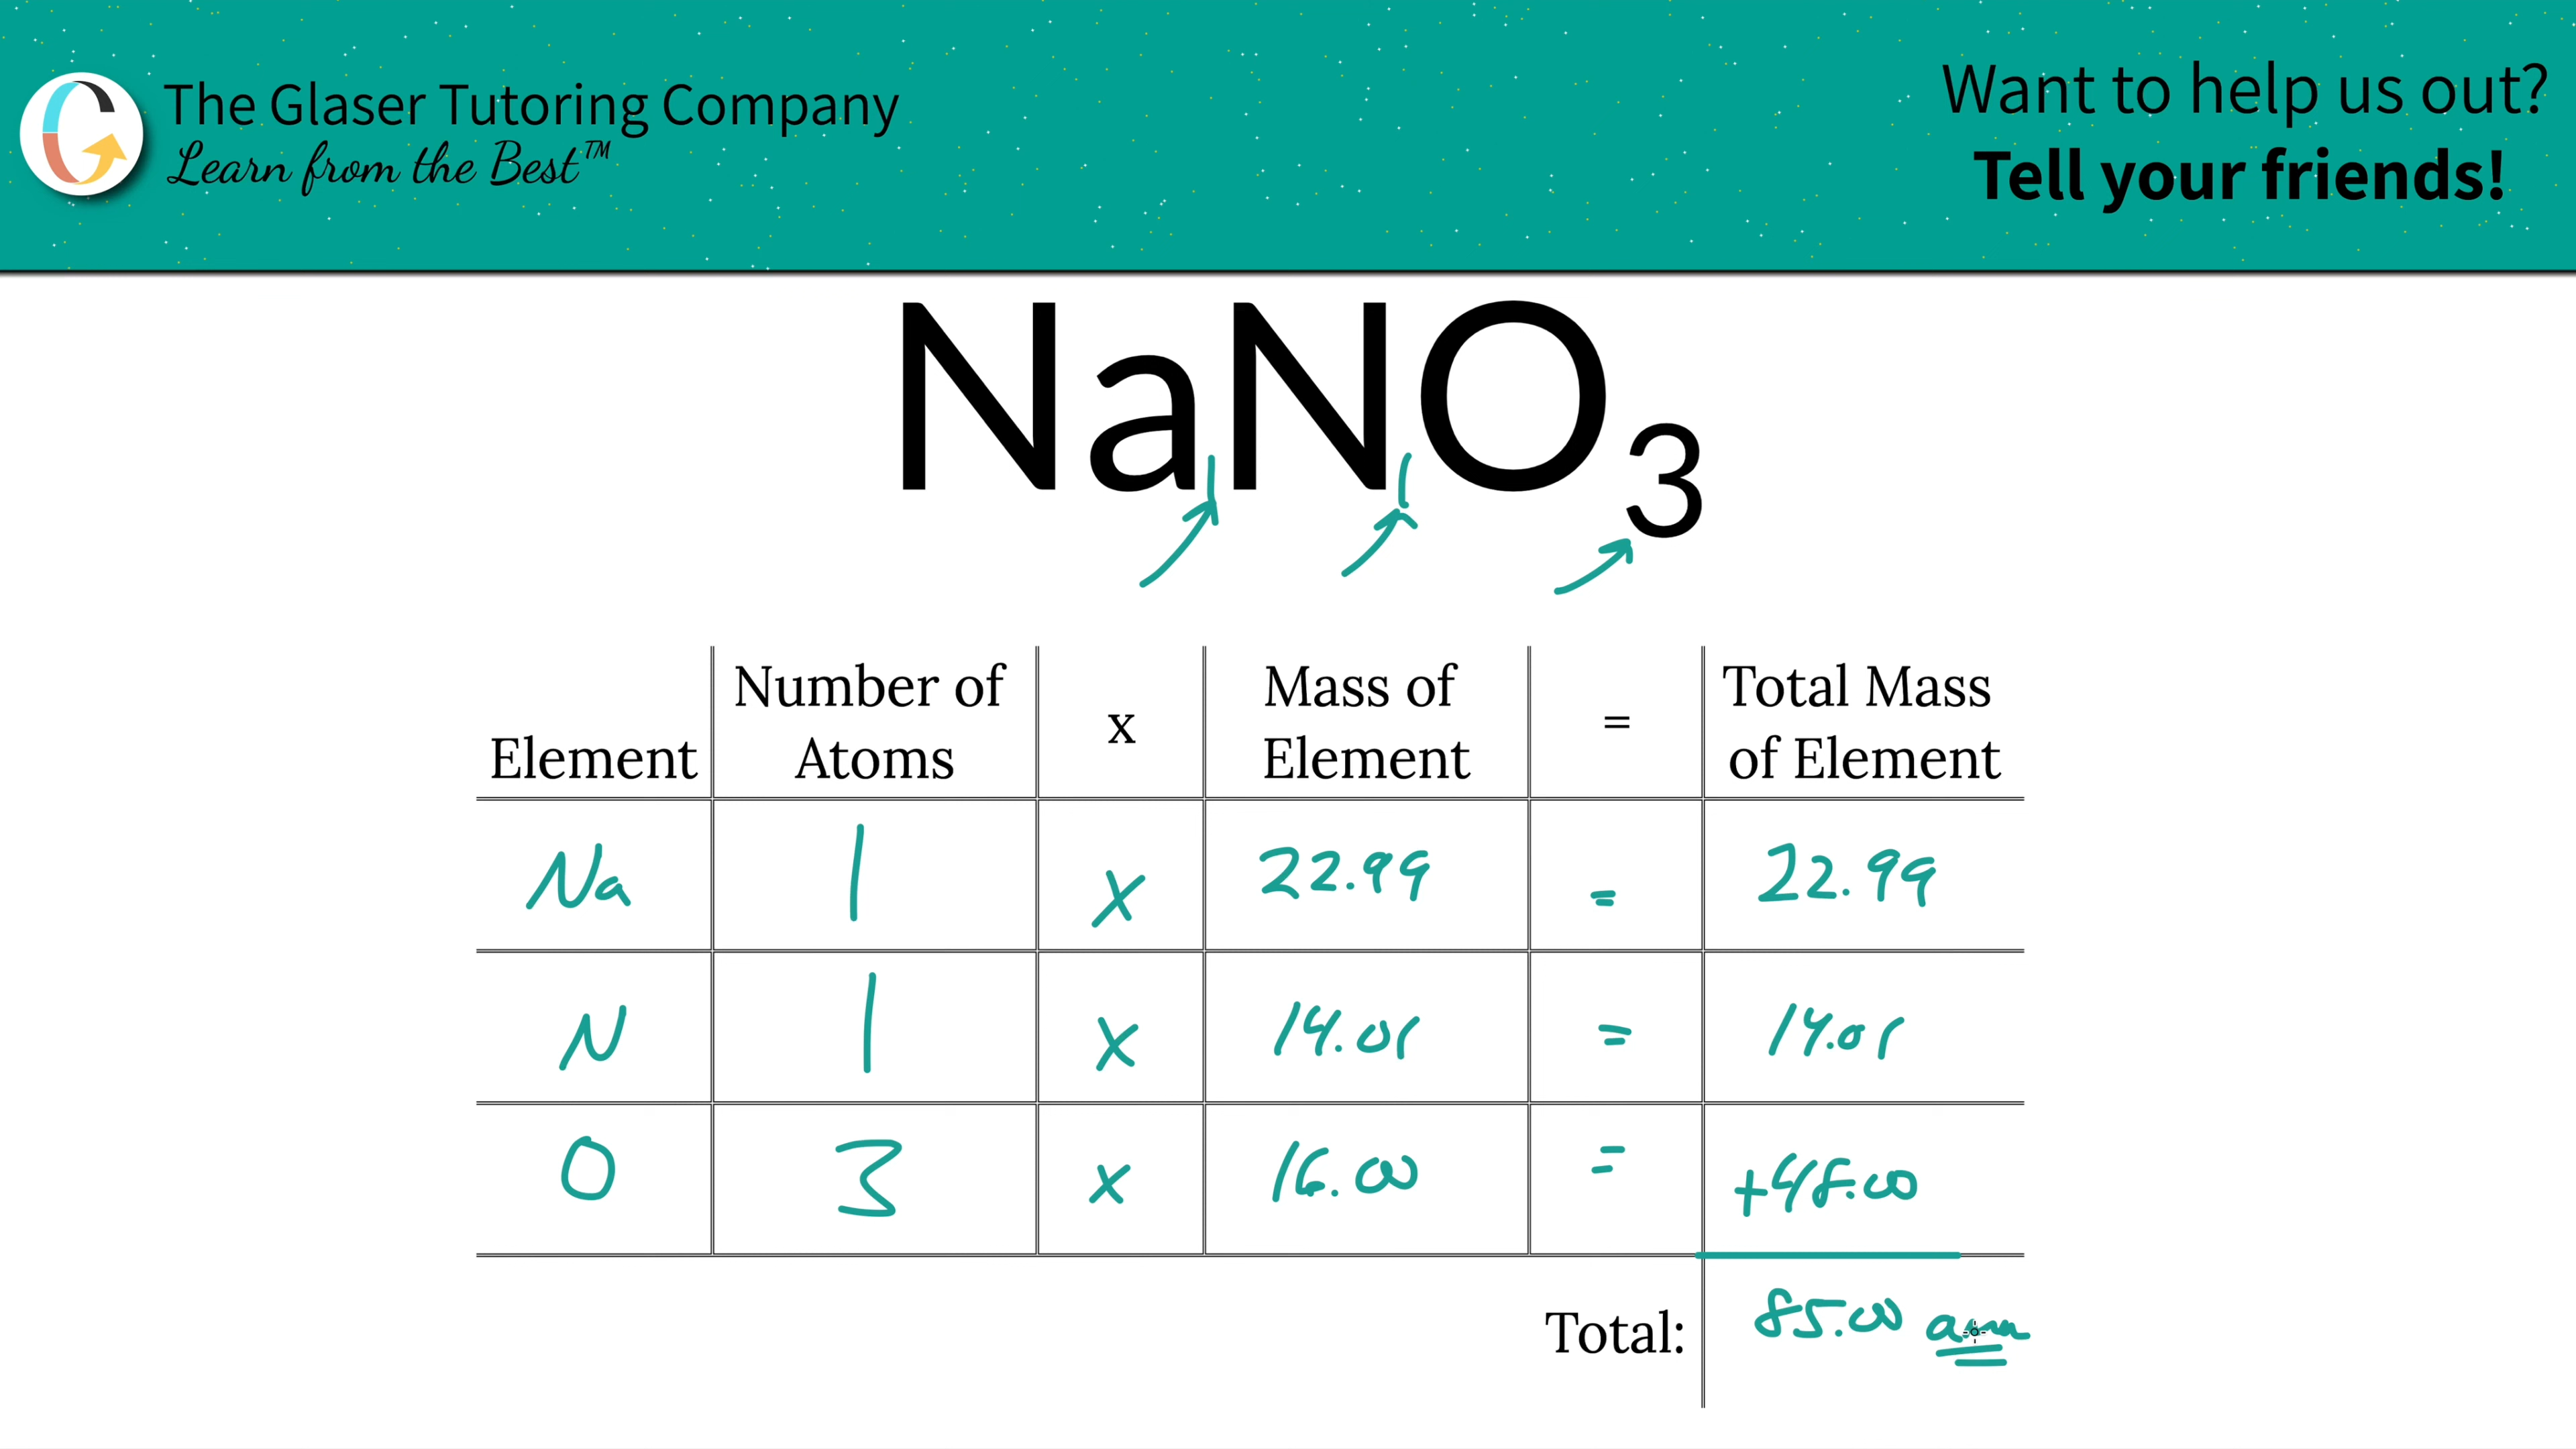 The Glaser Tutoring Company
Learn from the Best™
Want to help us out?
Tell your friends!
NaNO₃
1 1
Element Number of Atoms x Mass of Element = Total Mass of Element
Na 1 x 22.99 = 22.99
N 1 x 14.01 = 14.01
O 3 x 16.00 = +48.00
Total: 85.00 amu